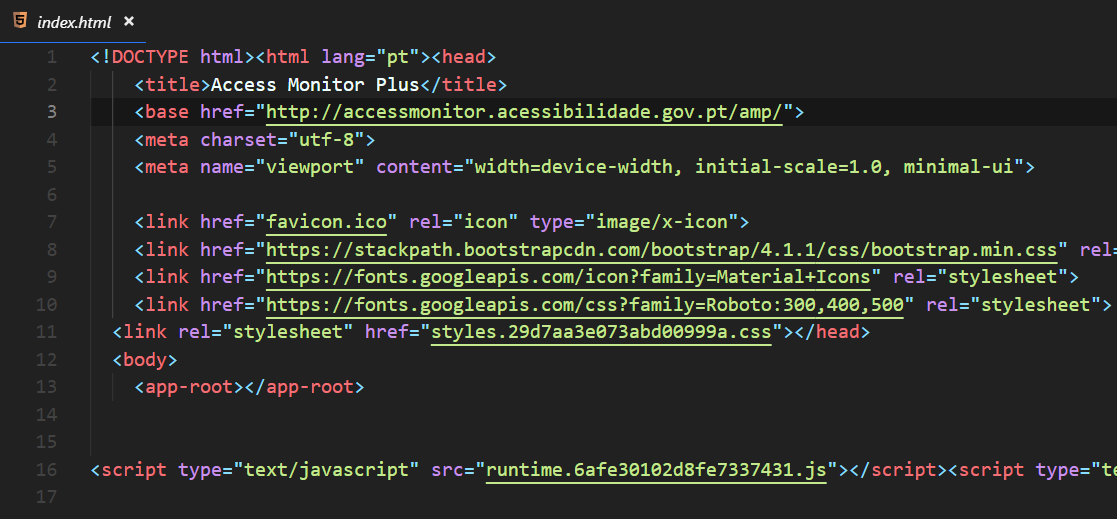 index.html ×
1 <!DOCTYPE html><html lang="pt"><head>
2 <title>Access Monitor Plus</title>
3 <base href="http://accessmonitor.acessibilidade.gov.pt/amp/">
4 <meta charset="utf-8">
5 <meta name="viewport" content="width=device-width, initial-scale=1.0, minimal-ui">
6
7 <link href="favicon.ico" rel="icon" type="image/x-icon">
8 <link href="https://stackpath.bootstrapcdn.com/bootstrap/4.1.1/css/bootstrap.min.css" rel=
9 <link href="https://fonts.googleapis.com/icon?family=Material+Icons" rel="stylesheet">
10 <link href="https://fonts.googleapis.com/css?family=Roboto:300,400,500" rel="stylesheet">
11 <link rel="stylesheet" href="styles.29d7aa3e073abd00999a.css"></head>
12 <body>
13 <app-root></app-root>
14
15
16 <script type="text/javascript" src="runtime.6afe30102d8fe7337431.js"></script><script type="te
17